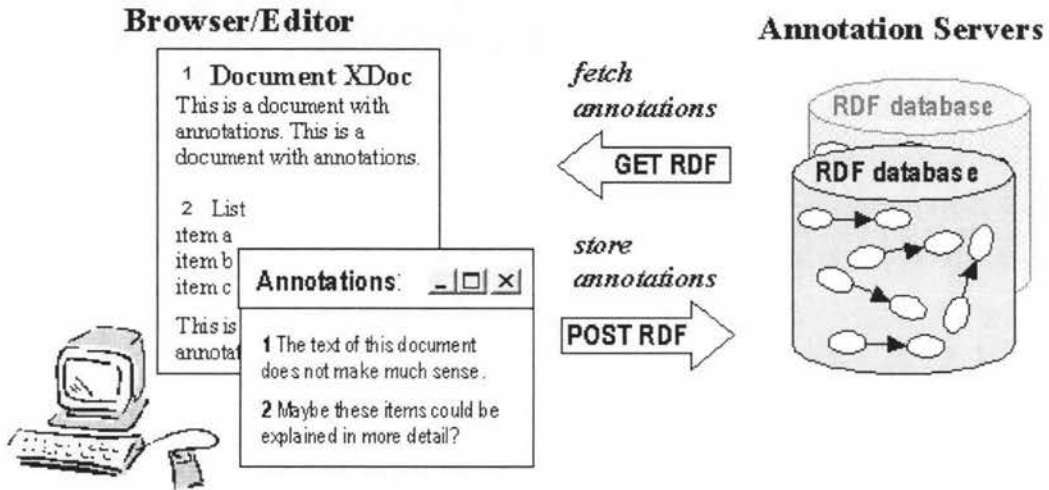 Browser/Editor
1 Document XDoc
This is a document with
annotations. This is a
document with annotations.
2 List
item a
item b
item c
This is
annotat
Annotations:
1 The text of this document
does not make much sense.
2 Maybe these items could be
explained in more detail?
fetch
annotations
GET RDF
store
annotations
POST RDF
Annotation Servers
RDF database
RDF database